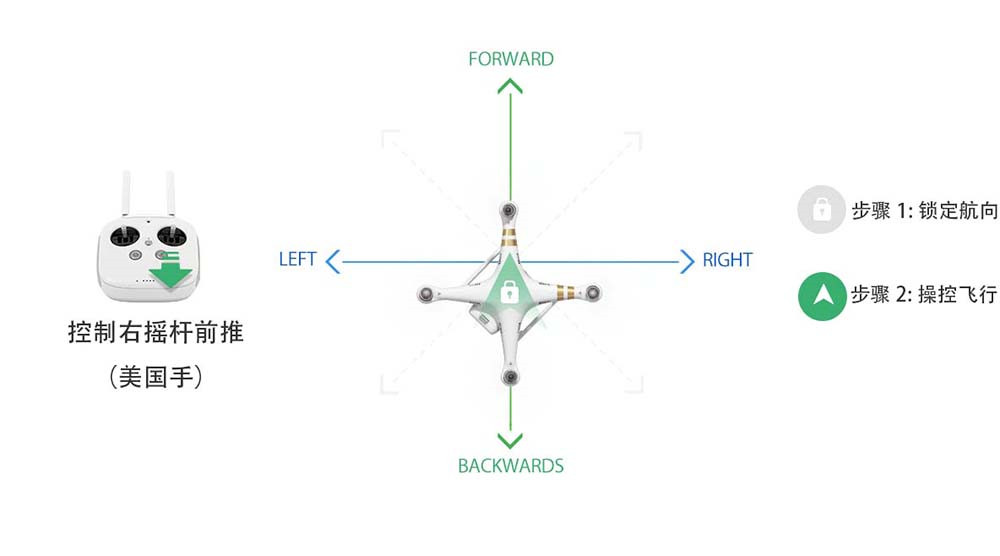 FORWARD
LEFT
RIGHT
步骤 1: 锁定航向
步骤 2: 操控飞行
控制右摇杆前推
(美国手)
BACKWARDS